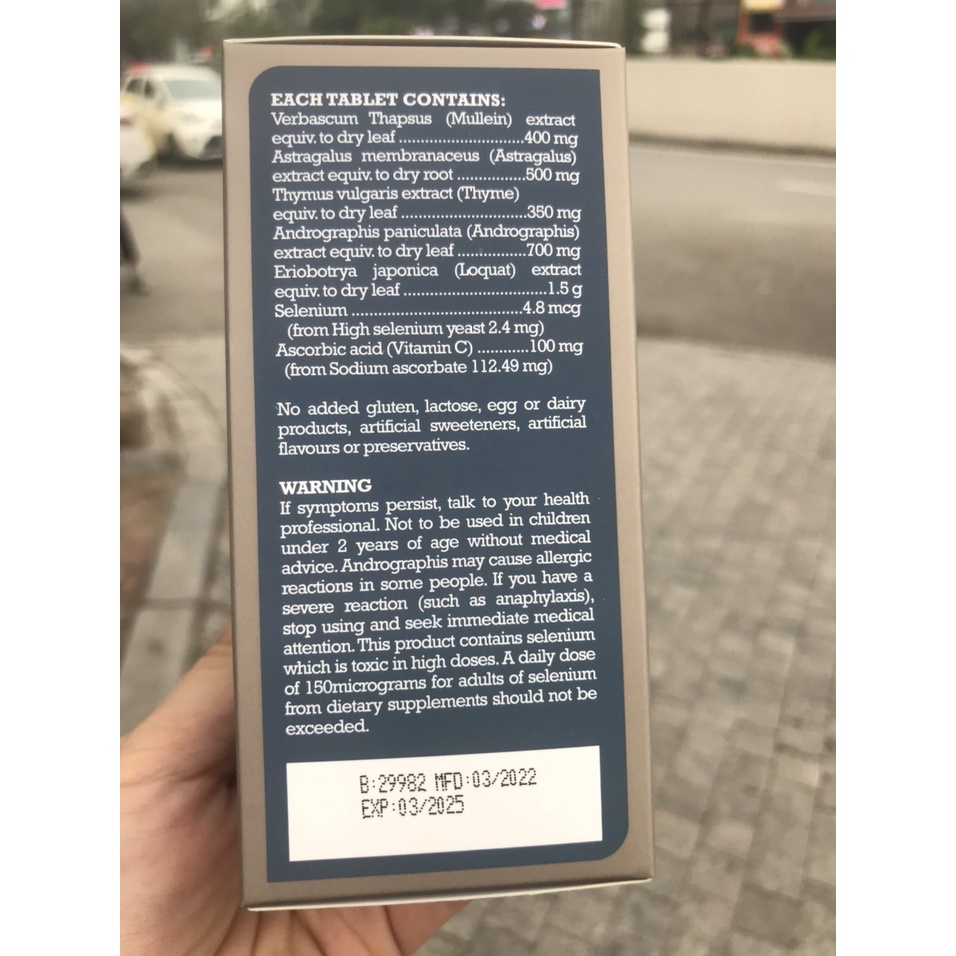 EACH TABLET CONTAINS:
Verbascum Thapsus (Mullein) extract
equiv. to dry leaf ............................400 mg
Astragalus membranaceus (Astragalus)
extract equiv. to dry root ...............500 mg
Thymus vulgaris extract (Thyme)
equiv. to dry leaf ............................350 mg
Andrographis paniculata (Andrographis)
extract equiv. to dry leaf ...............700 mg
Eriobotrya japonica (Loquat) extract
equiv. to dry leaf ................................1.5 g
Selenium ......................................4.8 mcg
(from High selenium yeast 2.4 mg)
Ascorbic acid (Vitamin C) ............100 mg
(from Sodium ascorbate 112.49 mg)
No added gluten, lactose, egg or dairy
products, artificial sweeteners, artificial
flavours or preservatives.
WARNING
If symptoms persist, talk to your health
professional. Not to be used in children
under 2 years of age without medical
advice. Andrographis may cause allergic
reactions in some people. If you have a
severe reaction (such as anaphylaxis),
stop using and seek immediate medical
attention. This product contains selenium
which is toxic in high doses. A daily dose
of 150micrograms for adults of selenium
from dietary supplements should not be
exceeded.
B:29982 MFD:03/2022
EXP:03/2025